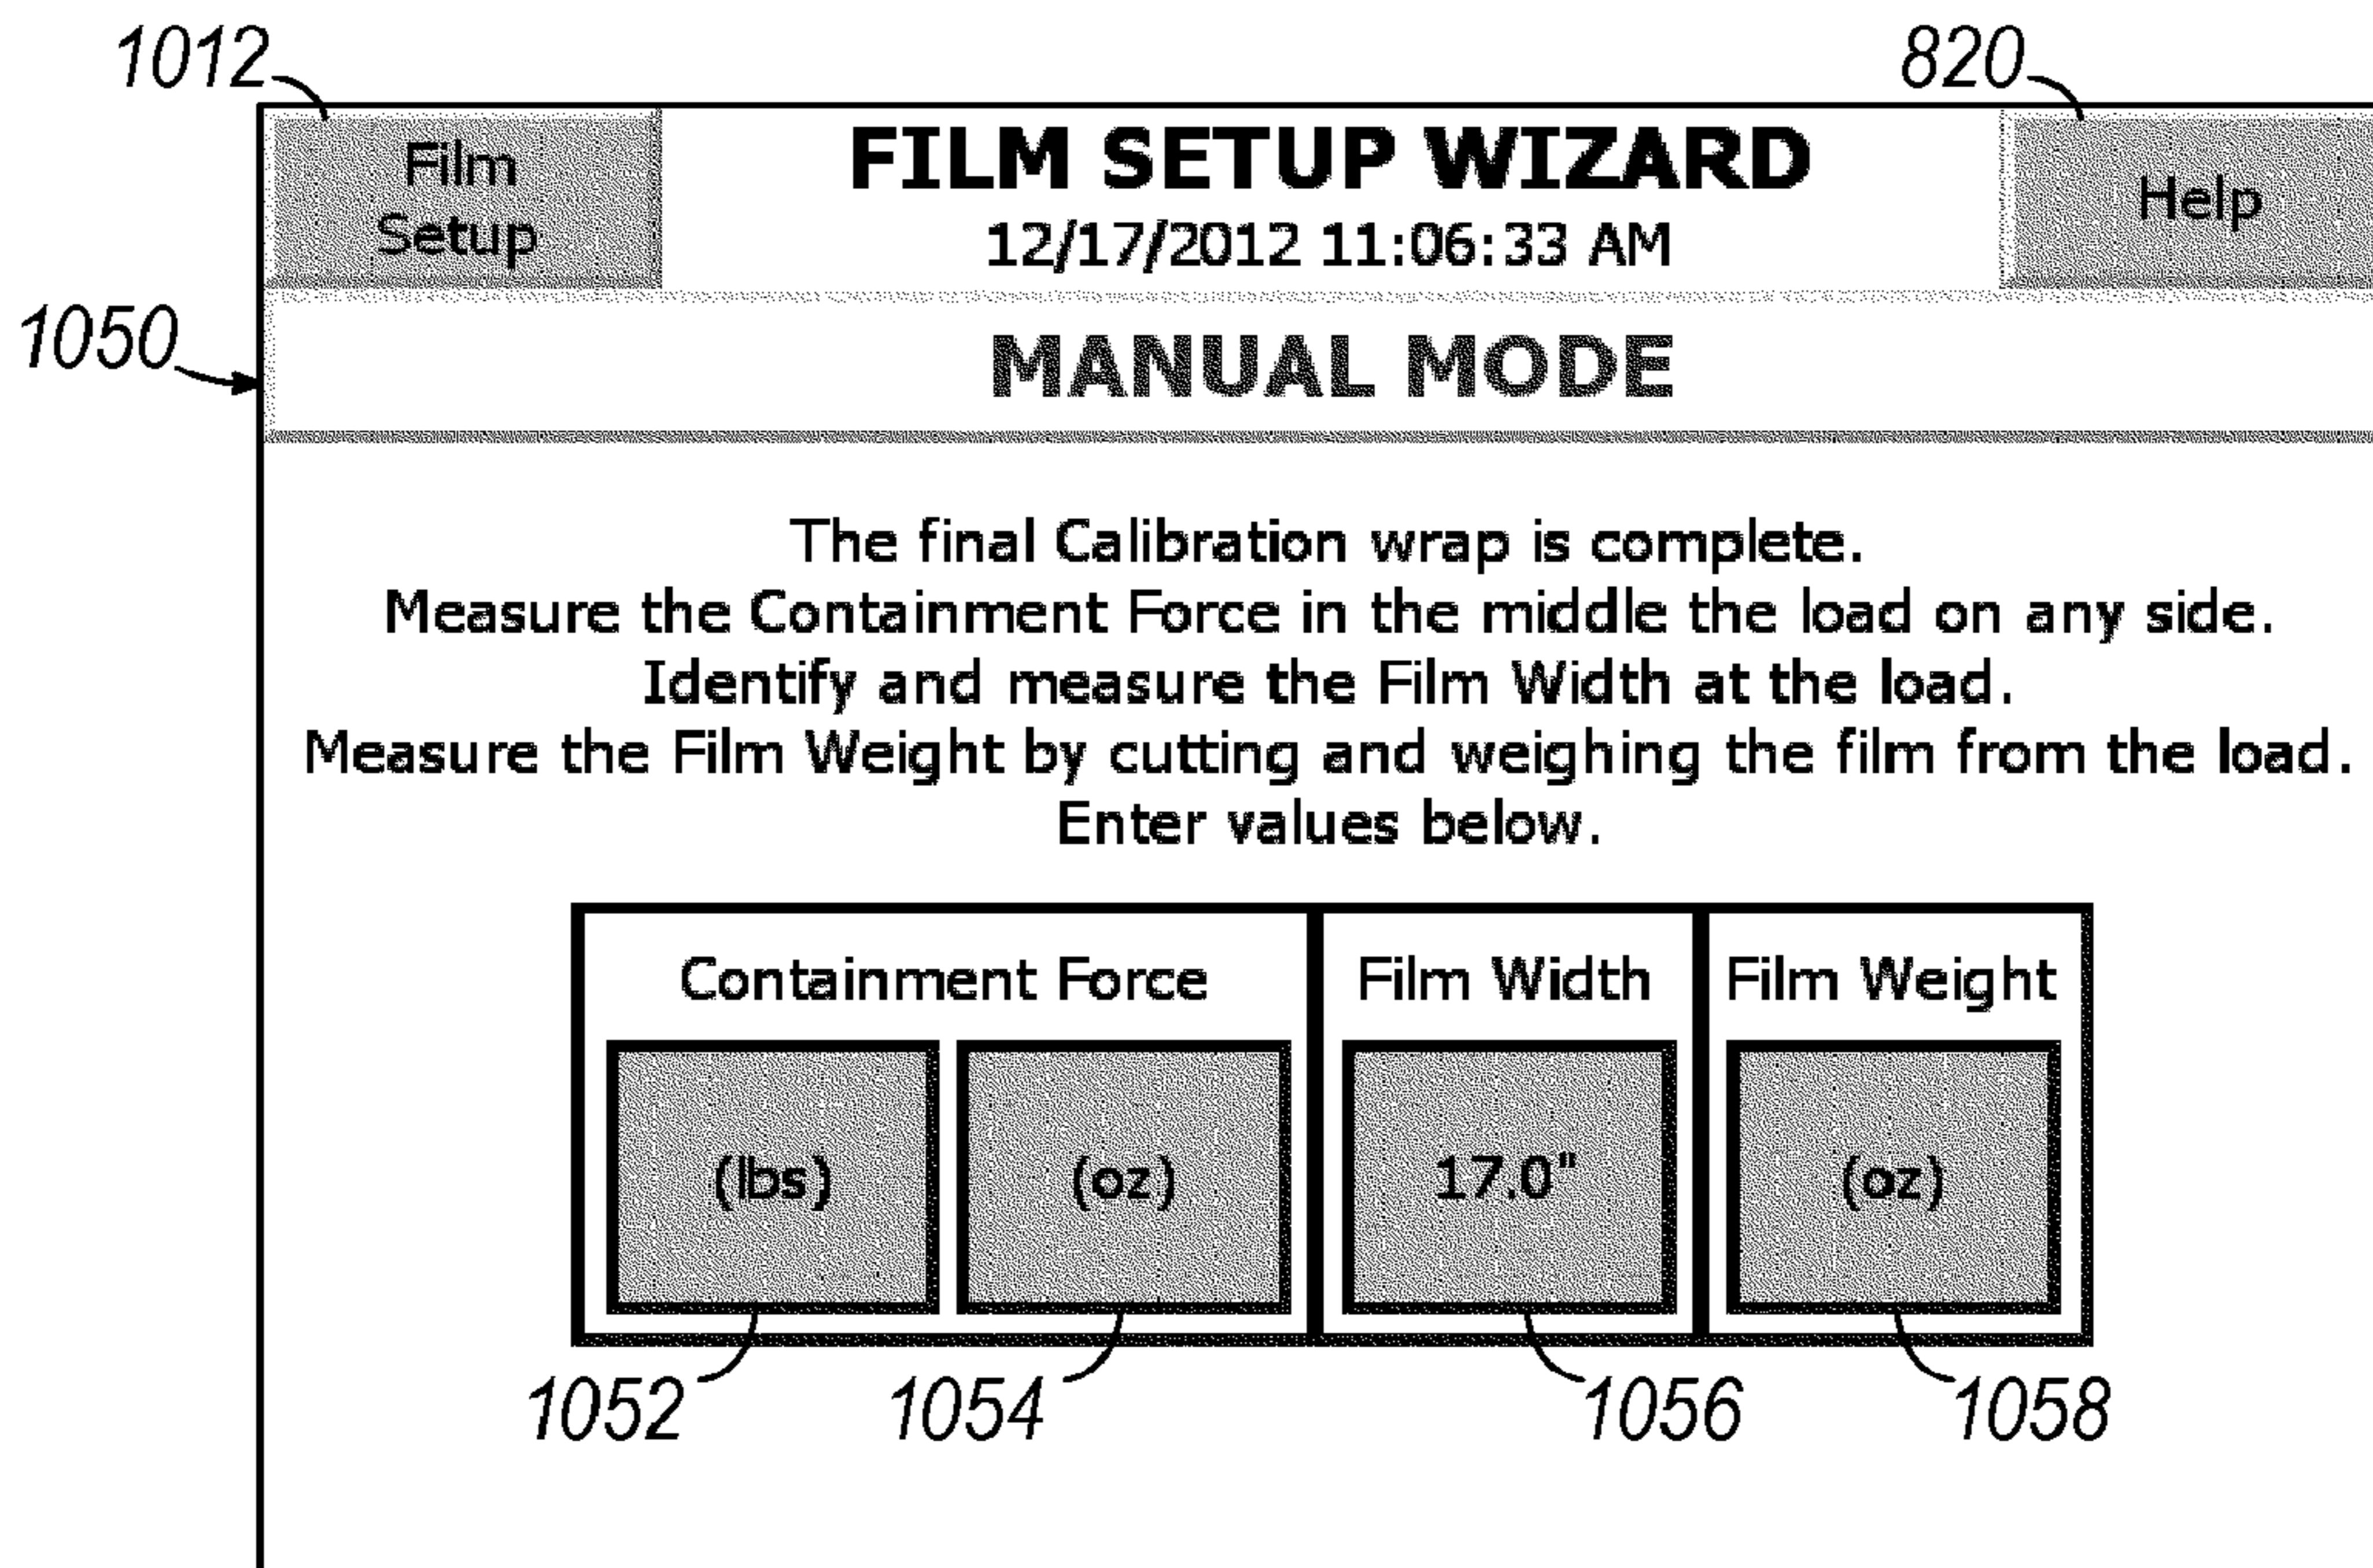 1012
820
Film
Setup
FILM SETUP WIZARD
12/17/2012 11:06:33 AM
Help
1050
MANUAL MODE
The final Calibration wrap is complete.
Measure the Containment Force in the middle the load on any side.
Identify and measure the Film Width at the load.
Measure the Film Weight by cutting and weighing the film from the load.
Enter values below.
Containment Force
Film Width
Film Weight
(lbs)
(oz)
17.0"
(oz)
1052
1054
1056
1058